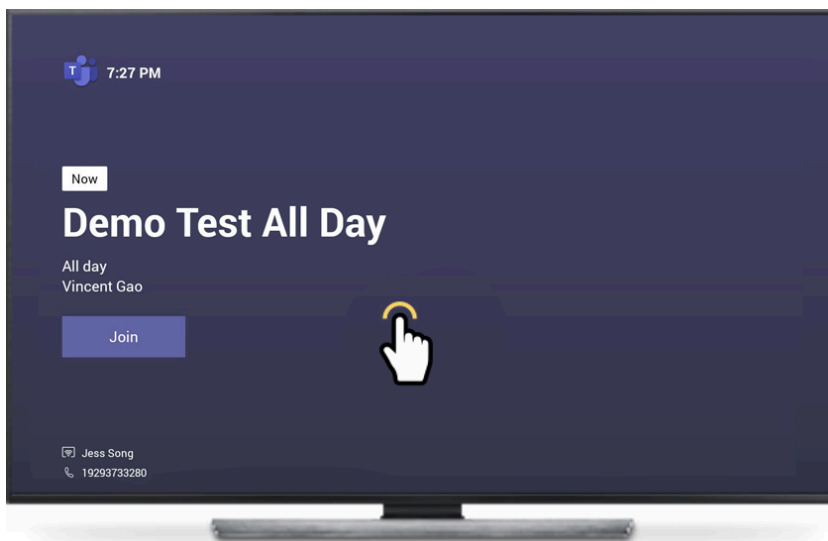 T
7:27 PM
Now
Demo Test All Day
All day
Vincent Gao
Join
Jess Song
19293733280